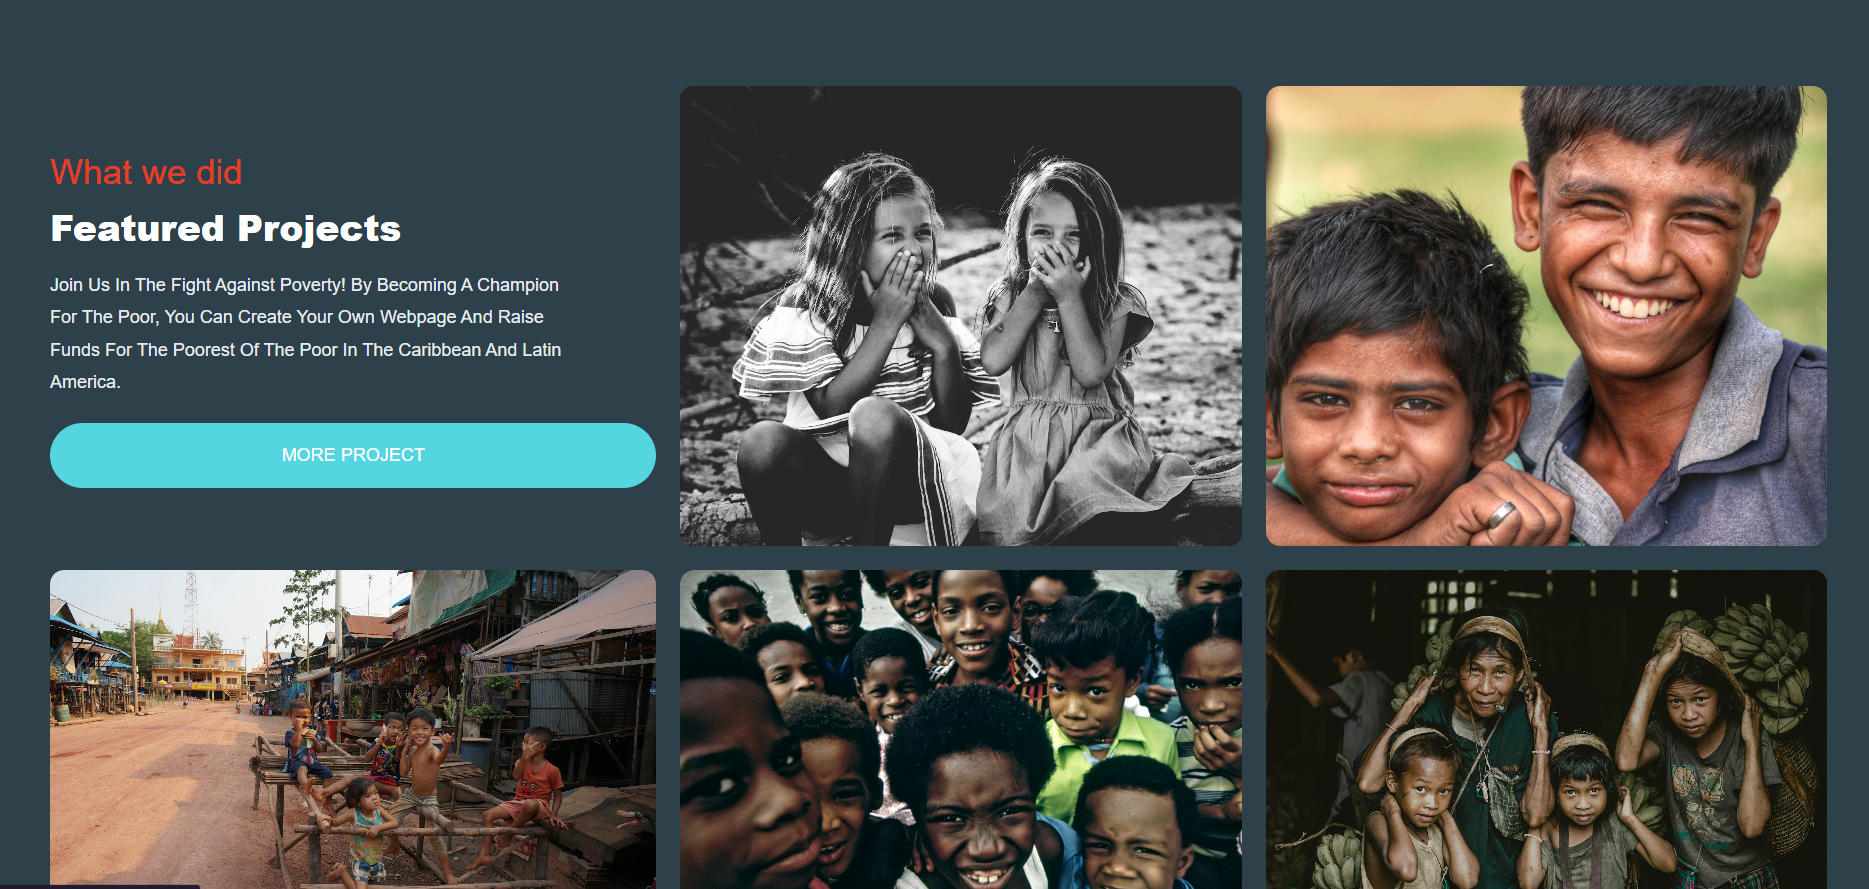 What we did
Featured Projects
Join Us In The Fight Against Poverty! By Becoming A Champion
For The Poor, You Can Create Your Own Webpage And Raise
Funds For The Poorest Of The Poor In The Caribbean And Latin
America.
MORE PROJECT